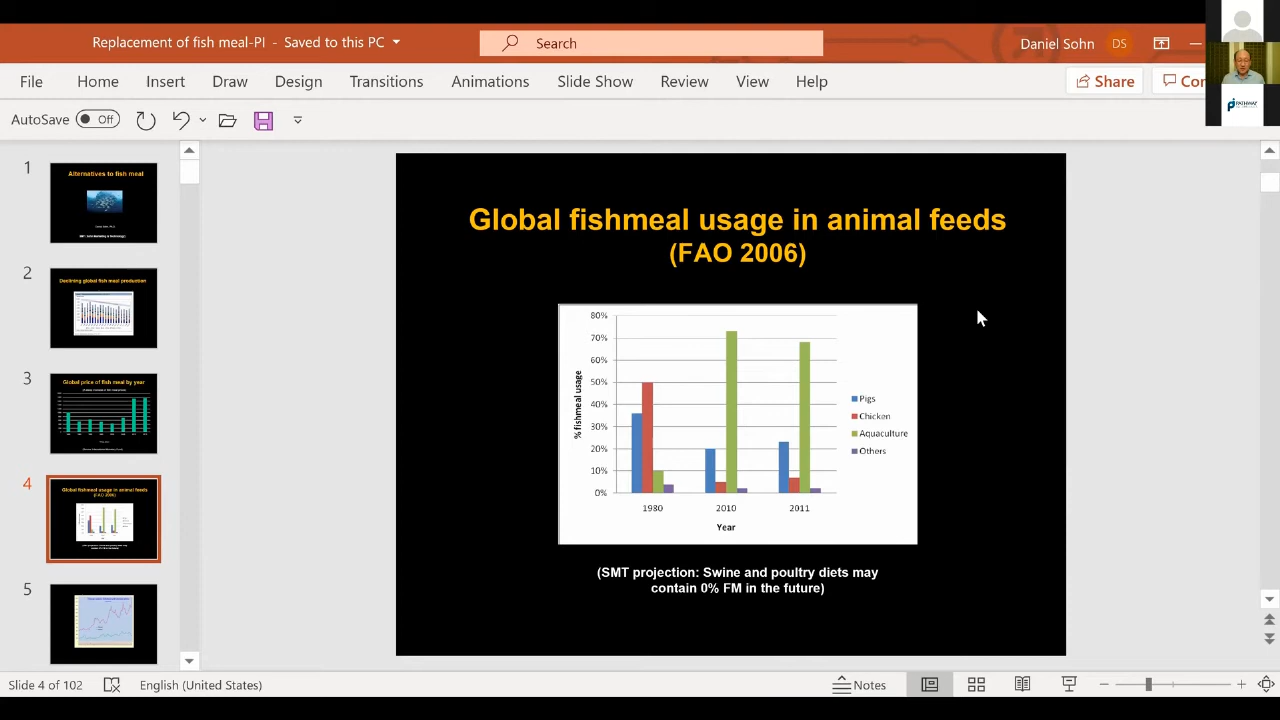 Replacement of fish meal-PI - Saved to this PC
Search
Daniel Sohn DS
File Home Insert Draw Design Transitions Animations Slide Show Review View Help
Share
AutoSave Off
1
Alternatives to fish meal
2
Declining global fish meal production
3
Global price of fish meal by year
4
Global fishmeal usage in animal feeds
(FAO 2006)
5
Global fishmeal usage in animal feeds
(FAO 2006)
80%
70%
60%
50%
40%
30%
20%
10%
0%
% fishmeal usage
1980 2010 2011
Year
Pigs
Chicken
Aquaculture
Others
(SMT projection: Swine and poultry diets may
contain 0% FM in the future)
Slide 4 of 102
English (United States)
Notes